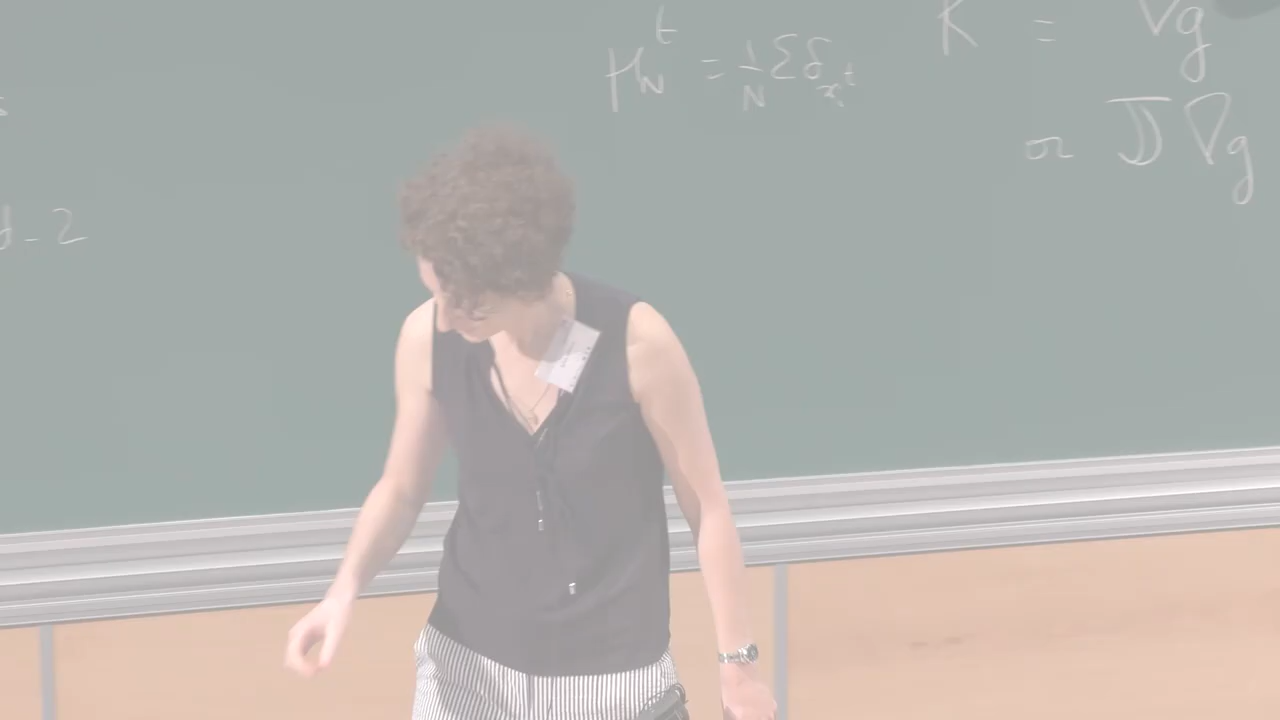 μ_N^t = 1/N Σ δ_{x^t}
K = ∇g
or 𝕁 ∇g
d-2